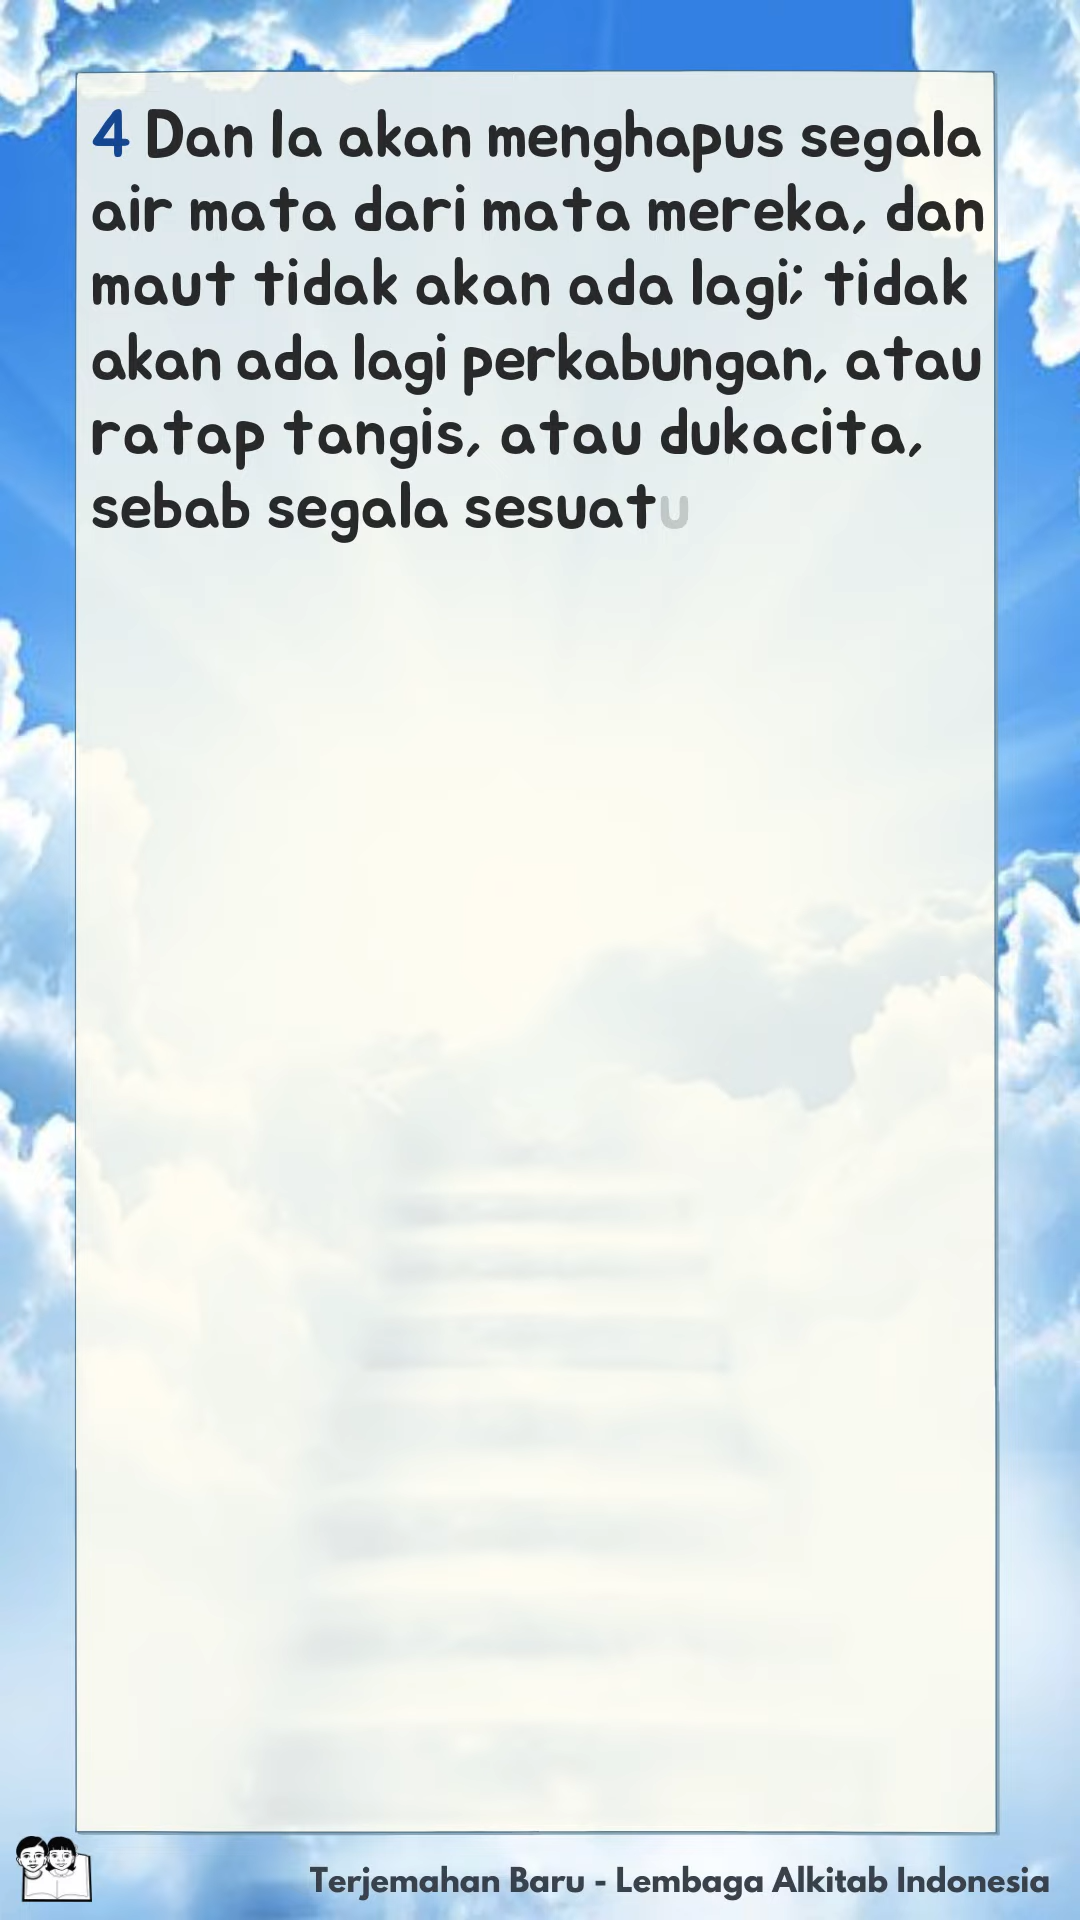 4 Dan Ia akan menghapus segala
air mata dari mata mereka, dan
maut tidak akan ada lagi; tidak
akan ada lagi perkabungan, atau
ratap tangis, atau dukacita,
sebab segala sesuatu
Terjemahan Baru - Lembaga Alkitab Indonesia